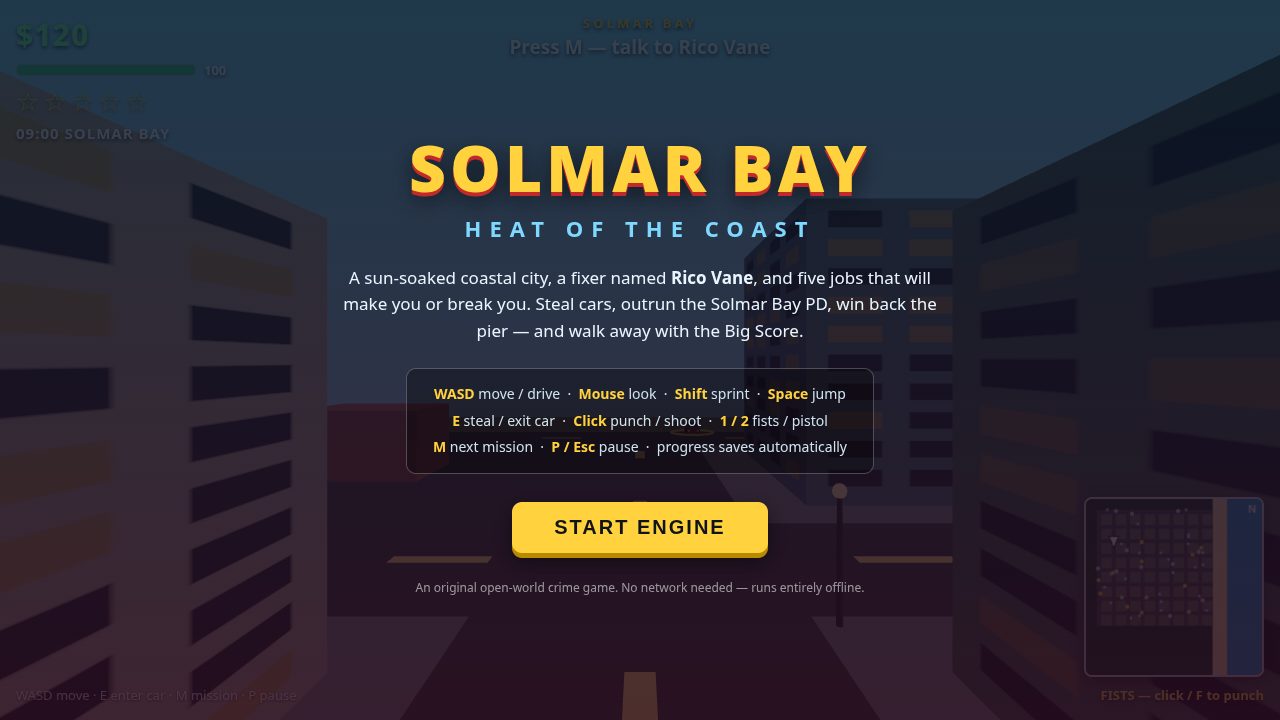 $120
100
09:00 SOLMAR BAY
SOLMAR BAY
Press M — talk to Rico Vane
SOLMAR BAY
HEAT OF THE COAST
A sun-soaked coastal city, a fixer named Rico Vane, and five jobs that will
make you or break you. Steal cars, outrun the Solmar Bay PD, win back the
pier — and walk away with the Big Score.
WASD move / drive · Mouse look · Shift sprint · Space jump
E steal / exit car · Click punch / shoot · 1 / 2 fists / pistol
M next mission · P / Esc pause · progress saves automatically
START ENGINE
An original open-world crime game. No network needed — runs entirely offline.
N
WASD move · E enter car · M mission · P pause
FISTS — click / F to punch